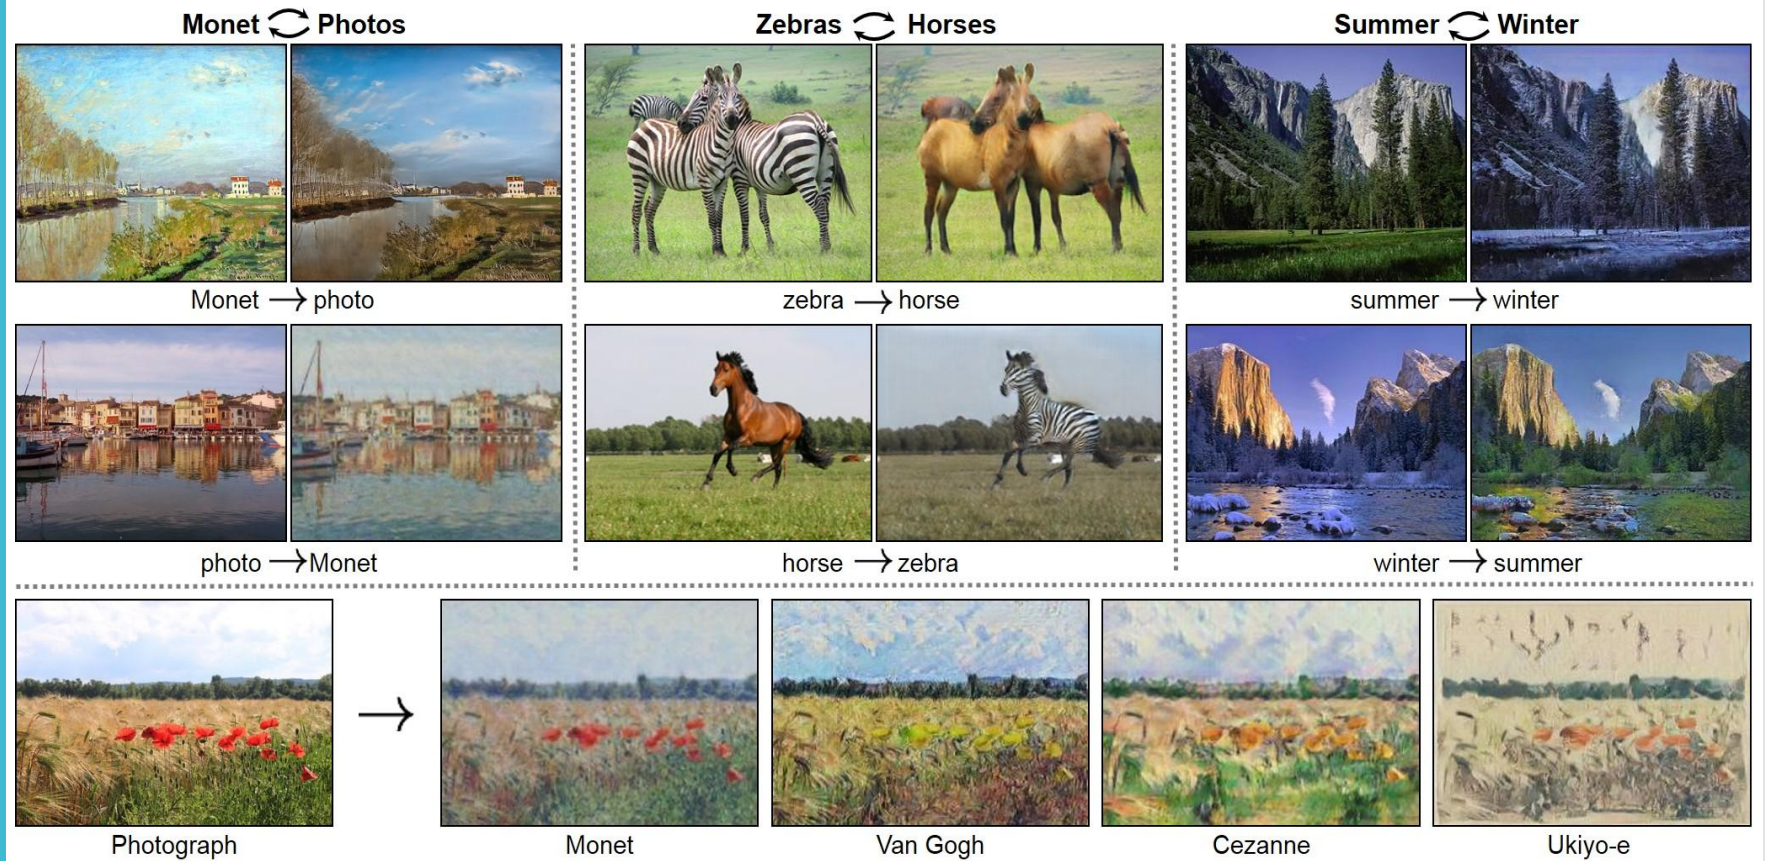 Monet Photos
Zebras Horses
Summer Winter
Monet → photo
zebra → horse
summer → winter
photo → Monet
horse → zebra
winter → summer
Photograph
Monet
Van Gogh
Cezanne
Ukiyo-e